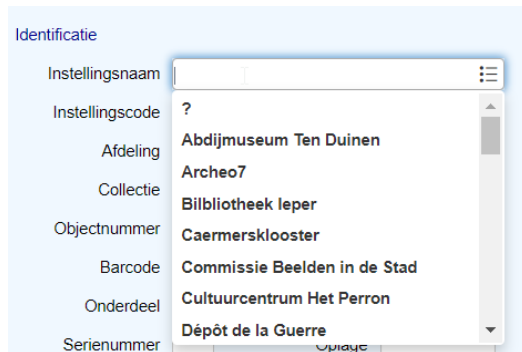 Identificatie
Instellingsnaam
Instellingscode
Afdeling
Collectie
Objectnummer
Barcode
Onderdeel
Serienummer
?
Abdijmuseum Ten Duinen
Archeo7
Bilbliotheek Ieper
Caermersklooster
Commissie Beelden in de Stad
Cultuurcentrum Het Perron
Dépôt de la Guerre
Oplage